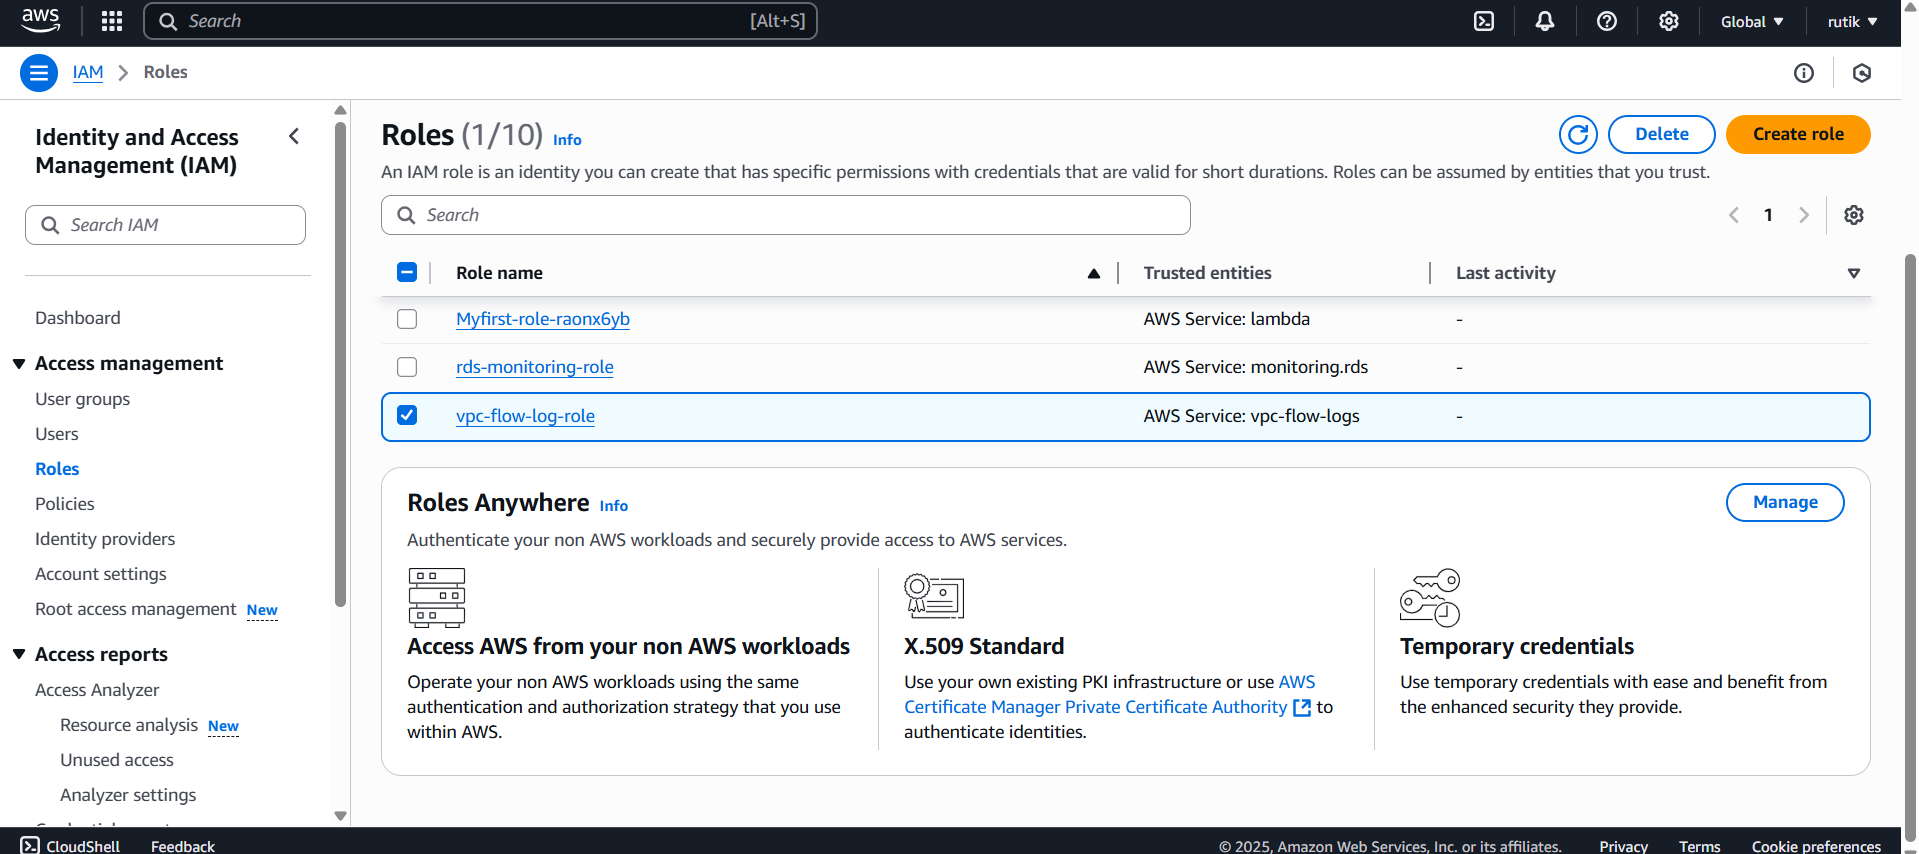 aws
Search [Alt+S]
Global
rutik
IAM
Roles
Identity and Access
Management (IAM)
Search IAM
Dashboard
Access management
User groups
Users
Roles
Policies
Identity providers
Account settings
Root access management New
Access reports
Access Analyzer
Resource analysis New
Unused access
Analyzer settings
Roles (1/10) Info
Delete
Create role
An IAM role is an identity you can create that has specific permissions with credentials that are valid for short durations. Roles can be assumed by entities that you trust.
Search
1
Role name Trusted entities Last activity
Myfirst-role-raonx6yb AWS Service: lambda -
rds-monitoring-role AWS Service: monitoring.rds -
vpc-flow-log-role AWS Service: vpc-flow-logs -
Roles Anywhere Info
Manage
Authenticate your non AWS workloads and securely provide access to AWS services.
Access AWS from your non AWS workloads
Operate your non AWS workloads using the same
authentication and authorization strategy that you use
within AWS.
X.509 Standard
Use your own existing PKI infrastructure or use AWS
Certificate Manager Private Certificate Authority to
authenticate identities.
Temporary credentials
Use temporary credentials with ease and benefit from
the enhanced security they provide.
CloudShell
Feedback
© 2025, Amazon Web Services, Inc. or its affiliates.
Privacy
Terms
Cookie preferences